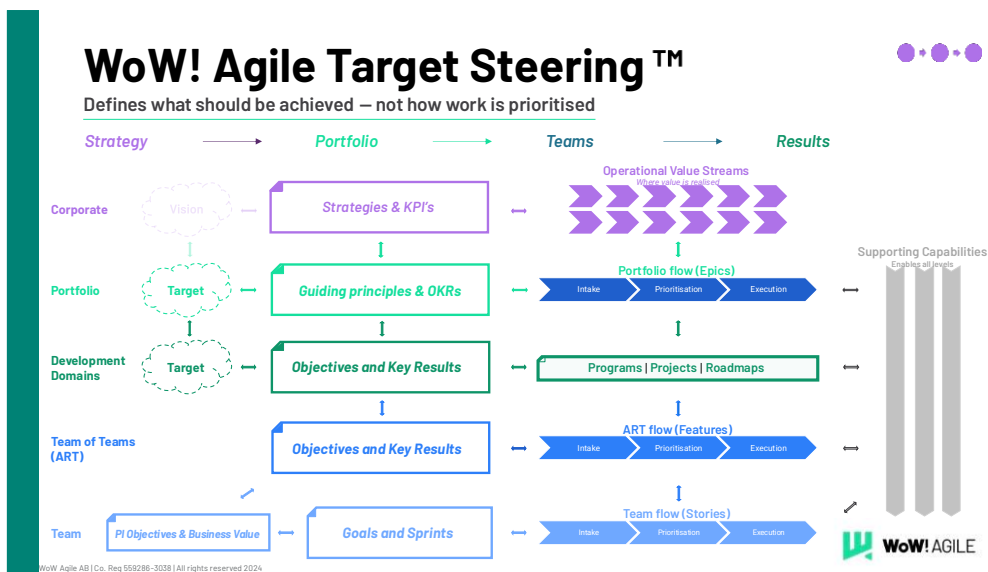 WoW! Agile Target Steering ™
Defines what should be achieved – not how work is prioritised
Strategy
Portfolio
Teams
Results
Operational Value Streams
Where value is realised
Corporate
Vision
Strategies & KPI's
Supporting Capabilities
Enables all levels
Portfolio flow (Epics)
Portfolio
Target
Guiding principles & OKRs
Intake
Prioritisation
Execution
Development
Domains
Target
Objectives and Key Results
Programs | Projects | Roadmaps
ART flow (Features)
Team of Teams
(ART)
Objectives and Key Results
Intake
Prioritisation
Execution
Team flow (Stories)
Team
PI Objectives & Business Value
Goals and Sprints
Intake
Prioritisation
Execution
WoW! AGILE
WoW Agile AB | Co. Reg 559286-3038 | All rights reserved 2024